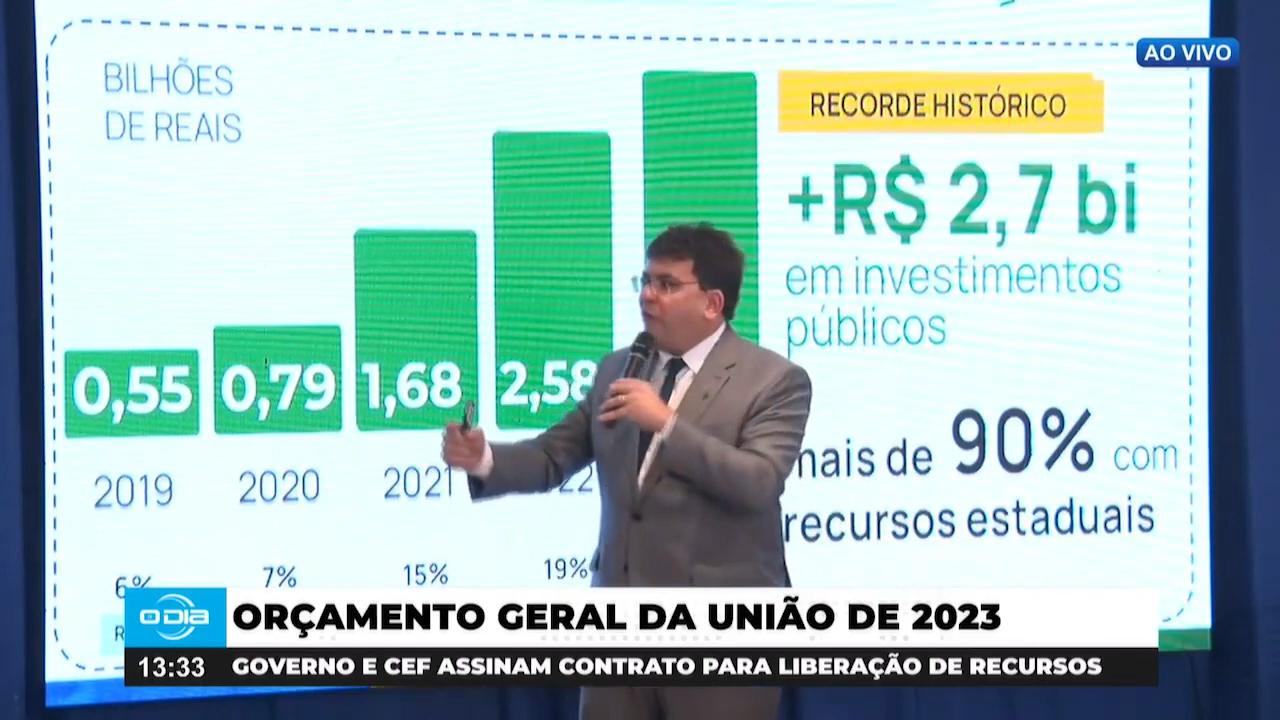 AO VIVO
BILHÕES
DE REAIS
RECORDE HISTÓRICO
+R$ 2,7 bi
em investimentos
públicos
0,55 0,79 1,68 2,58
mais de 90% com
recursos estaduais
2019 2020 2021
6% 7% 15% 19%
O DIA
ORÇAMENTO GERAL DA UNIÃO DE 2023
13:33 GOVERNO E CEF ASSINAM CONTRATO PARA LIBERAÇÃO DE RECURSOS